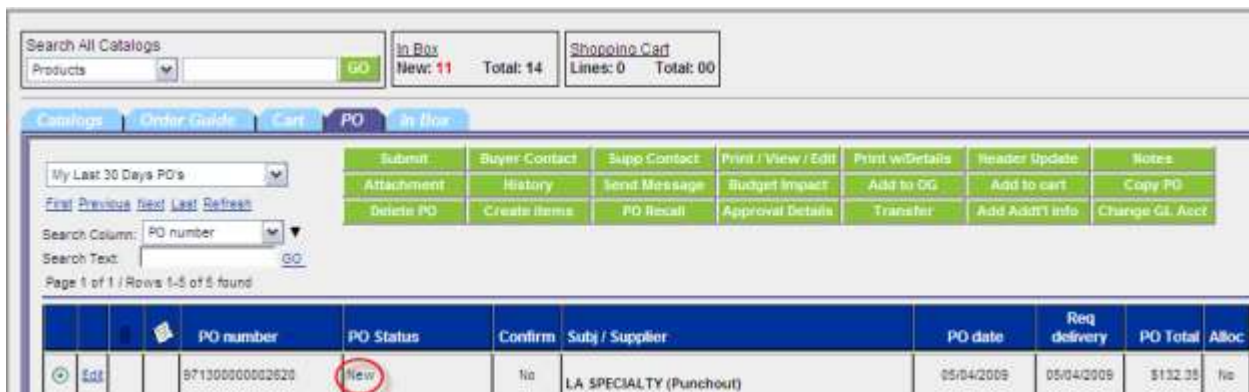 Search All Catalogs
Products GO
In Box
New: 11 Total: 14
Shopping Cart
Lines: 0 Total: 00
Catalogs Order Guide Cart PO In Box
My Last 30 Days PO's
First Previous Next Last Refresh
Search Column: PO number
Search Text: GO
Page 1 of 1 / Rows 1-5 of 5 found
Submit Buyer Contact Supp Contact Print / View / Edit Print w/Details Header Update Notes
Attachment History Send Message Budget Impact Add to OG Add to cart Copy PO
Delete PO Create items PO Recall Approval Details Transfer Add Addt'l info Change GL Acct
PO number PO Status Confirm Subj / Supplier PO date Req delivery PO Total Alloc
Edit 971300000002620 New No LA SPECIALTY (Punchout) 05/04/2009 05/04/2009 $132.35 No